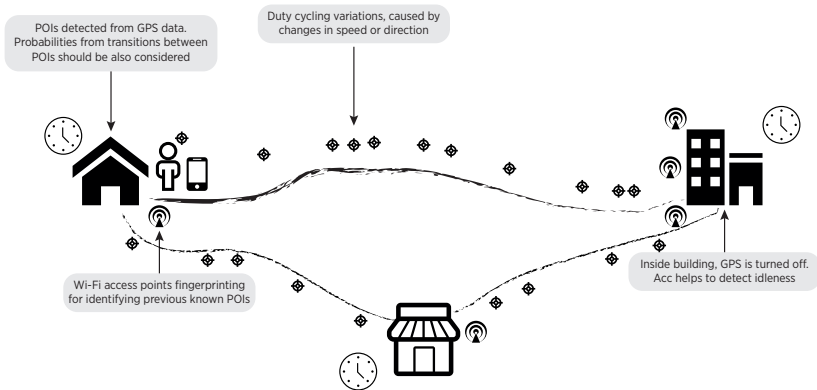 POIs detected from GPS data.
Probabilities from transitions between
POIs should be also considered
Duty cycling variations, caused by
changes in speed or direction
Wi-Fi access points fingerprinting
for identifying previous known POIs
Inside building, GPS is turned off.
Acc helps to detect idleness